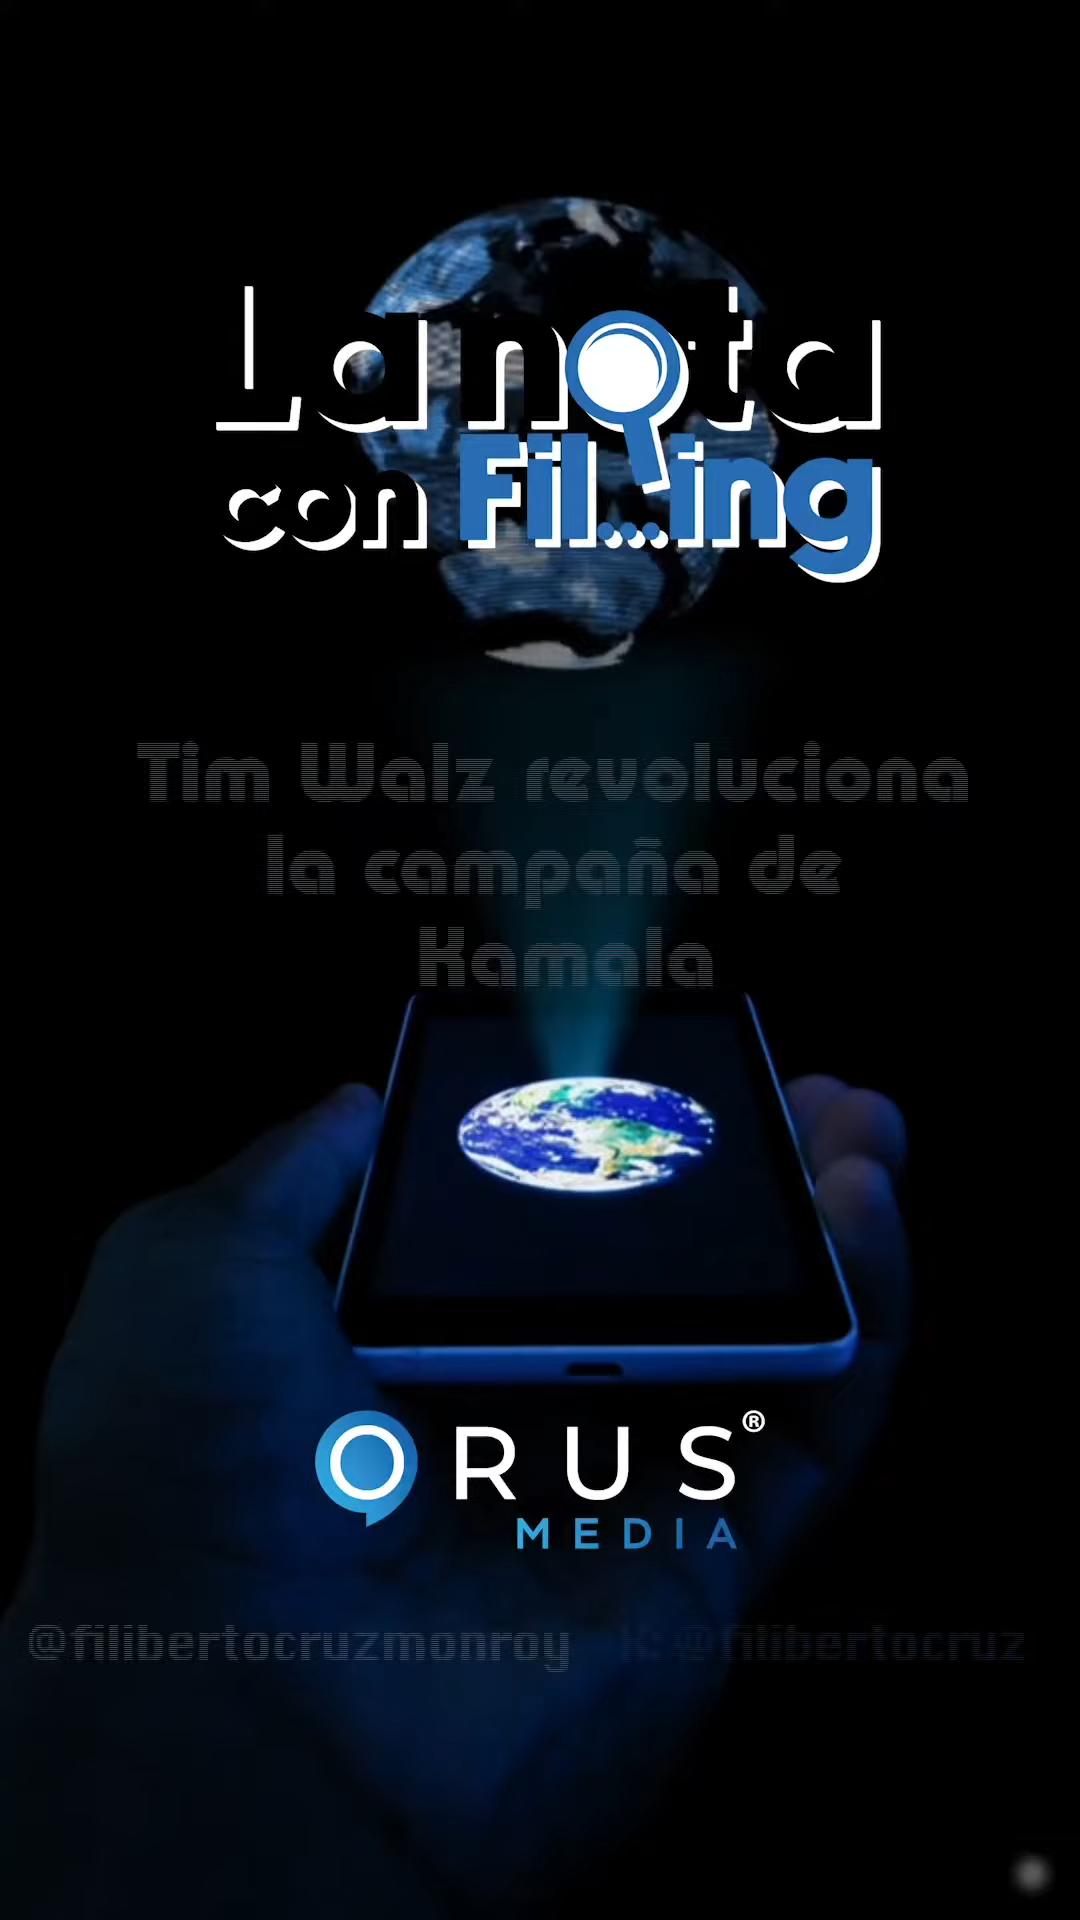 La nota
con Fil...ing
Tim Walz revoluciona
la campaña de
Kamala
ORUS®
MEDIA
@filibertocruzmonroy @filibertocruz